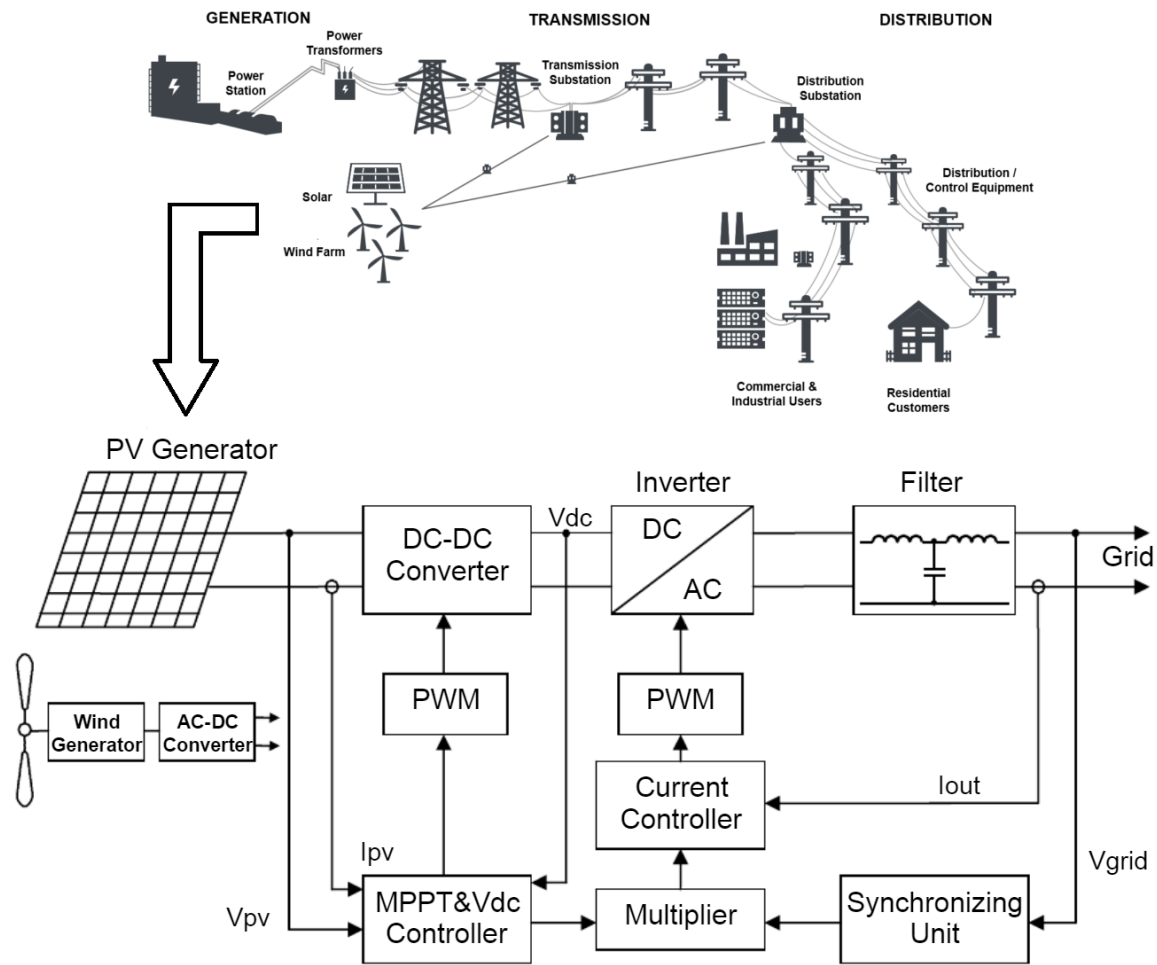 GENERATION
TRANSMISSION
DISTRIBUTION
Power
Transformers
Power
Station
Transmission
Substation
Distribution
Substation
Solar
Wind Farm
Distribution /
Control Equipment
Commercial &
Industrial Users
Residential
Customers
PV Generator
Inverter
Filter
DC-DC
Converter
Vdc
DC
AC
Grid
Wind
Generator
AC-DC
Converter
PWM
PWM
Current
Controller
Iout
Ipv
Vpv
Vgrid
MPPT&Vdc
Controller
Multiplier
Synchronizing
Unit